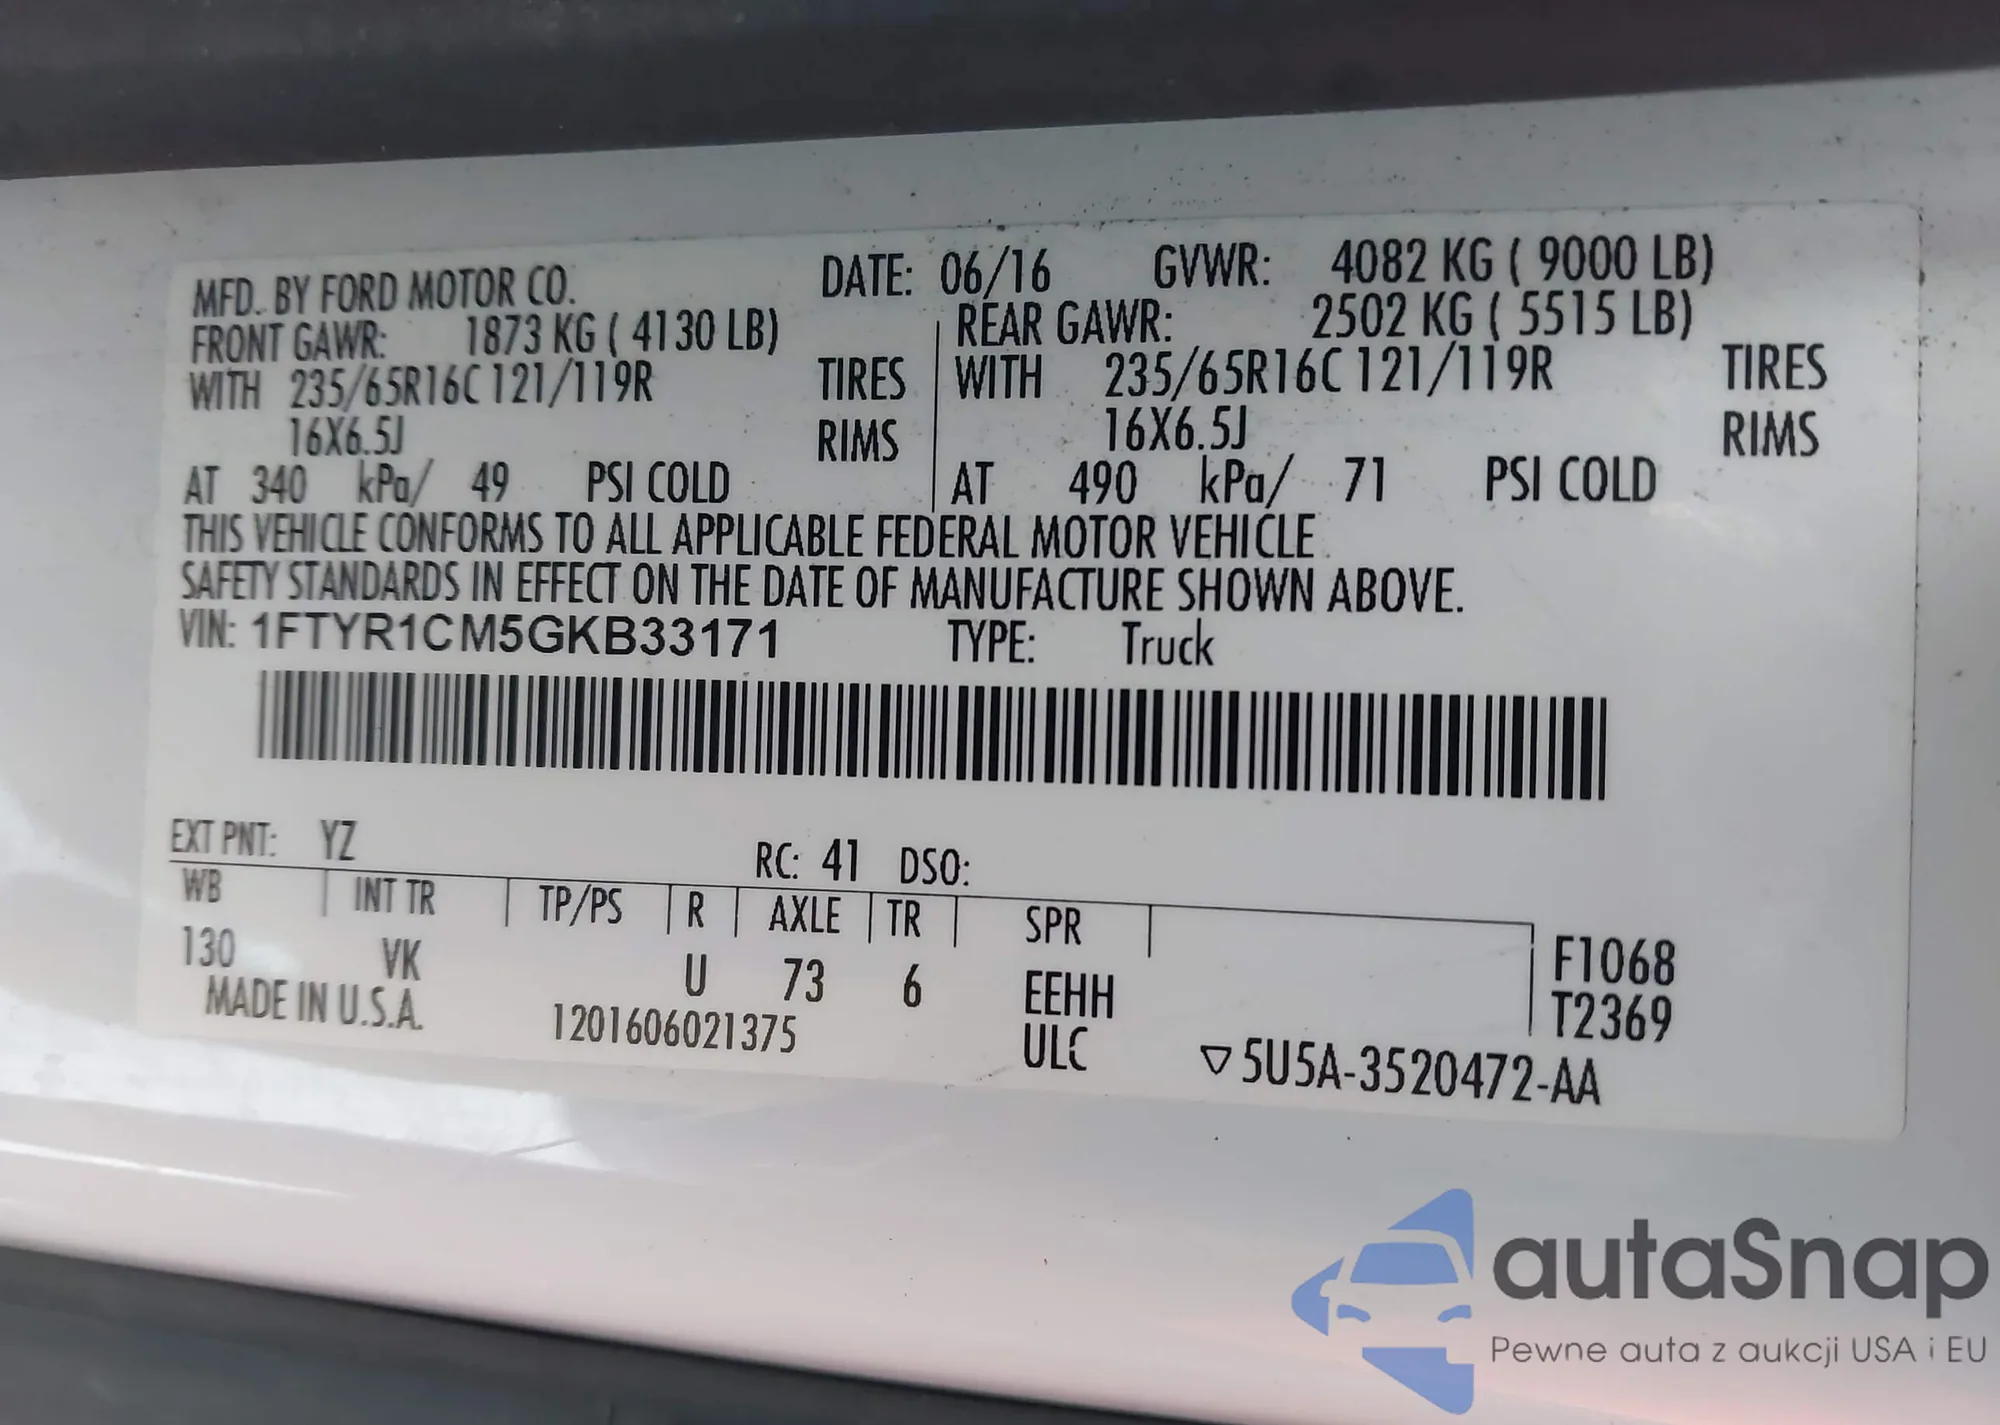 MFD. BY FORD MOTOR CO. DATE: 06/16 GVWR: 4082 KG ( 9000 LB)
FRONT GAWR: 1873 KG ( 4130 LB) REAR GAWR: 2502 KG ( 5515 LB)
WITH 235/65R16C 121/119R TIRES WITH 235/65R16C 121/119R TIRES
16X6.5J RIMS 16X6.5J RIMS
AT 340 kPa/ 49 PSI COLD AT 490 kPa/ 71 PSI COLD
THIS VEHICLE CONFORMS TO ALL APPLICABLE FEDERAL MOTOR VEHICLE
SAFETY STANDARDS IN EFFECT ON THE DATE OF MANUFACTURE SHOWN ABOVE.
VIN: 1FTYR1CM5GKB33171 TYPE: Truck
EXT PNT: YZ RC: 41 DSO:
WB INT TR TP/PS R AXLE TR SPR
130 VK U 73 6 EEHH F1068
MADE IN U.S.A. 1201606021375 ULC T2369
▽5U5A-3520472-AA
autaSnap
Pewne auta z aukcji USA i EU